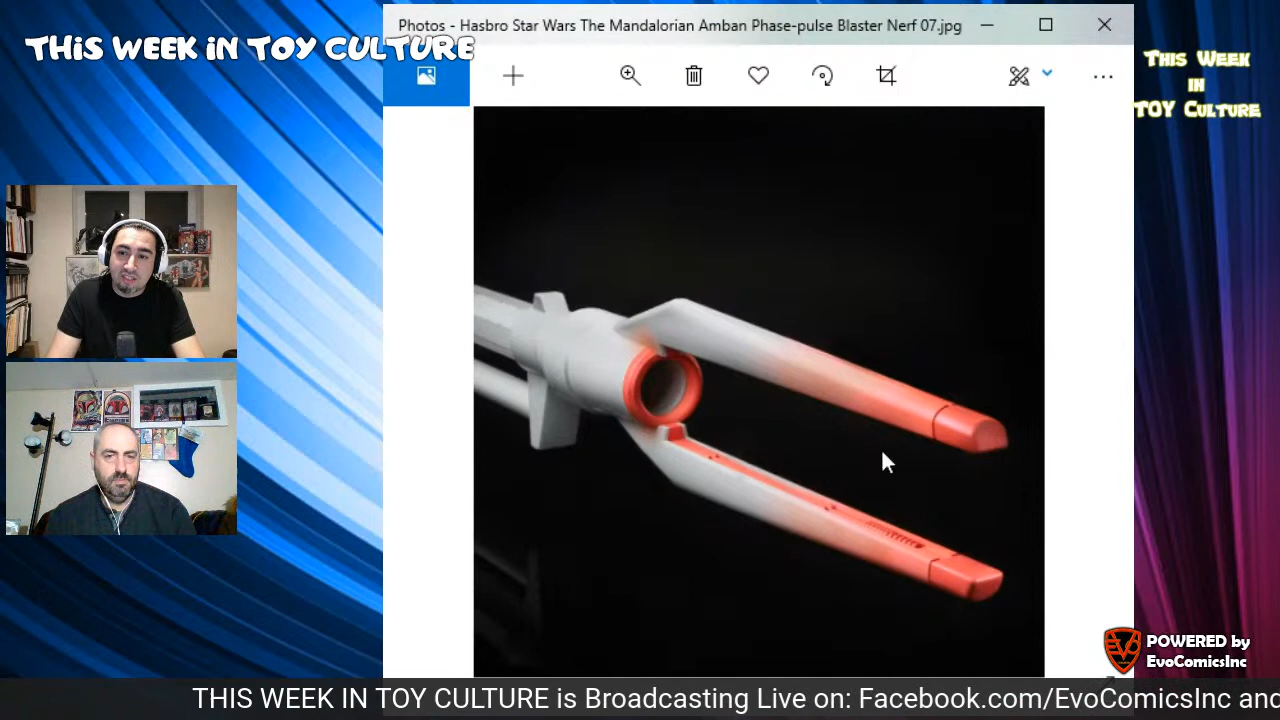 Photos - Hasbro Star Wars The Mandalorian Amban Phase-pulse Blaster Nerf 07.jpg
THiS WEEK iN TOY CULTURE
This Week
in
TOY Culture
POWERED by
EvoComicsInc
THIS WEEK IN TOY CULTURE is Broadcasting Live on: Facebook.com/EvoComicsInc and